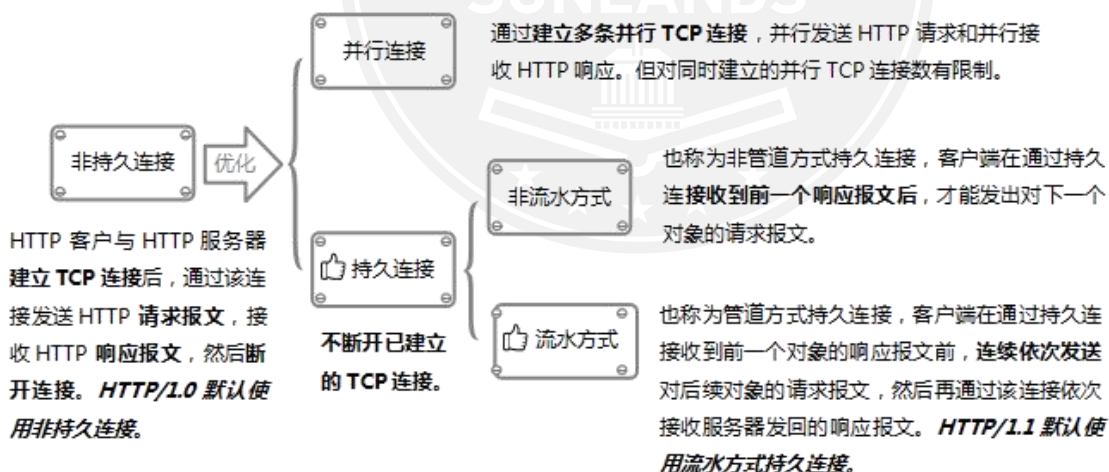 SUNLANDS
并行连接
通过建立多条并行 TCP 连接，并行发送 HTTP 请求和并行接
收 HTTP 响应。但对同时建立的并行 TCP 连接数有限制。
非持久连接
优化
HTTP 客户与 HTTP 服务器
建立 TCP 连接后，通过该连
接发送 HTTP 请求报文，接
收 HTTP 响应报文，然后断
开连接。HTTP/1.0 默认使
用非持久连接。
持久连接
不断开已建立
的 TCP 连接。
非流水方式
也称为非管道方式持久连接，客户端在通过持久
连接收到前一个响应报文后，才能发出对下一个
对象的请求报文。
流水方式
也称为管道方式持久连接，客户端在通过持久连
接收到前一个对象的响应报文前，连续依次发送
对后续对象的请求报文，然后再通过该连接依次
接收服务器发回的响应报文。HTTP/1.1 默认使
用流水方式持久连接。